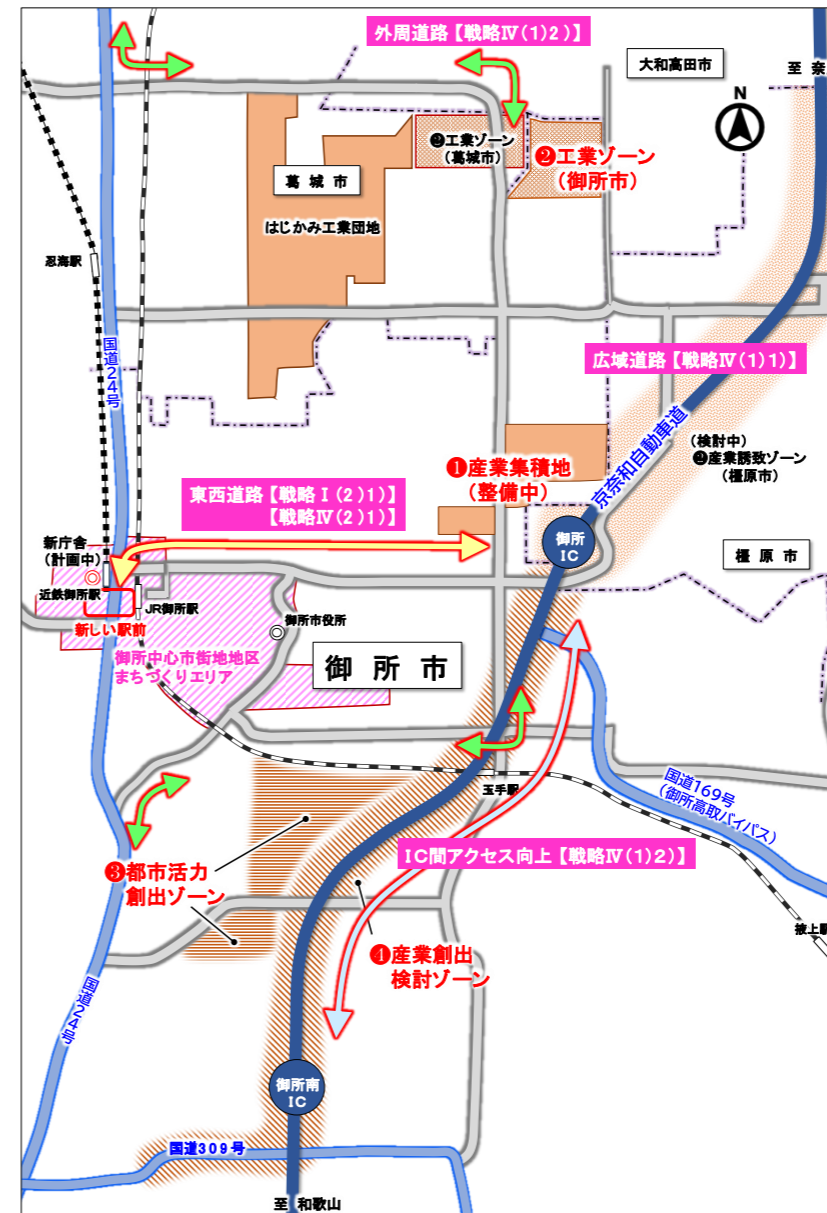 外周道路【戦略Ⅳ(1)2)】
大和高田市
至 奈
N
❷工業ゾーン
(葛城市)
❷工業ゾーン
(御所市)
葛城市
はじかみ工業団地
忍海駅
国道24号
広域道路【戦略Ⅳ(1)1)】
京奈和自動車道
(検討中)
❷産業誘致ゾーン
(橿原市)
❶産業集積地
(整備中)
東西道路【戦略Ⅰ(2)1)】
【戦略Ⅳ(2)1)】
御所
IC
橿原市
新庁舎
(計画中)
近鉄御所駅
JR御所駅
新しい駅前
御所市役所
御所中心市街地地区
まちづくりエリア
御所市
玉手駅
国道169号
(御所高取バイパス)
IC間アクセス向上【戦略Ⅳ(1)2)】
❸都市活力
創出ゾーン
掖上駅
❹産業創出
検討ゾーン
国道24号
御所南
IC
国道309号
至 和歌山